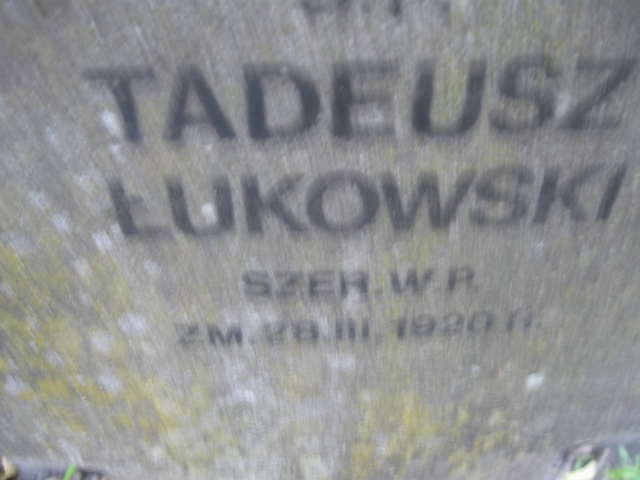 Ś.P.
TADEUSZ
ŁUKOWSKI
SZER. W.P.
ZM. 28.III.1920 R.